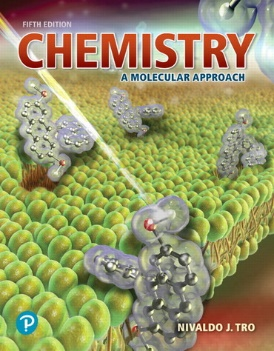 FIFTH EDITION
CHEMISTRY
A MOLECULAR APPROACH
P
NIVALDO J. TRO